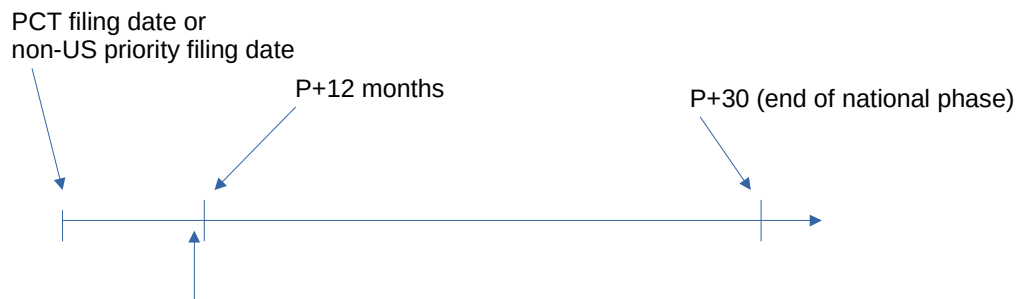 PCT filing date or
non-US priority filing date
P+12 months
P+30 (end of national phase)